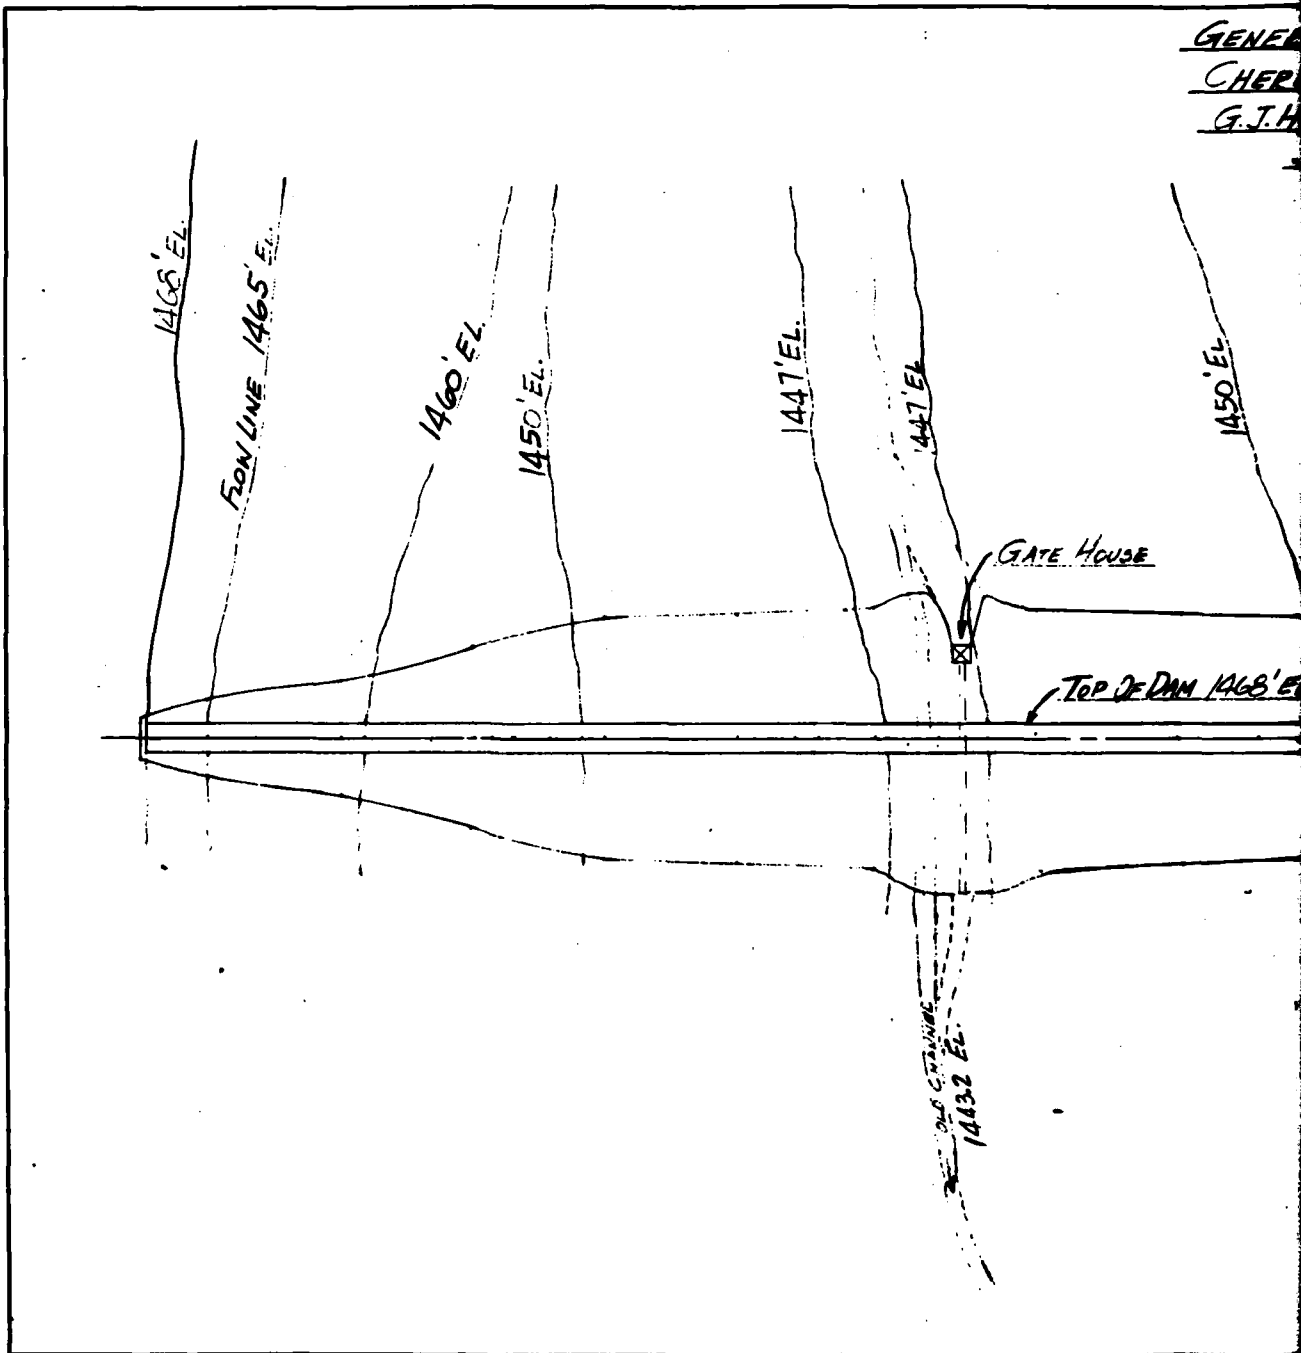 GENE
CHER
G.J.H
1468' EL.
FLOW LINE 1465' EL.
1460' EL.
1450' EL.
1447' EL.
1447' EL
1450' EL
GATE HOUSE
TOP OF DAM 1468' E
OLD CHANNEL
1443.2 EL.